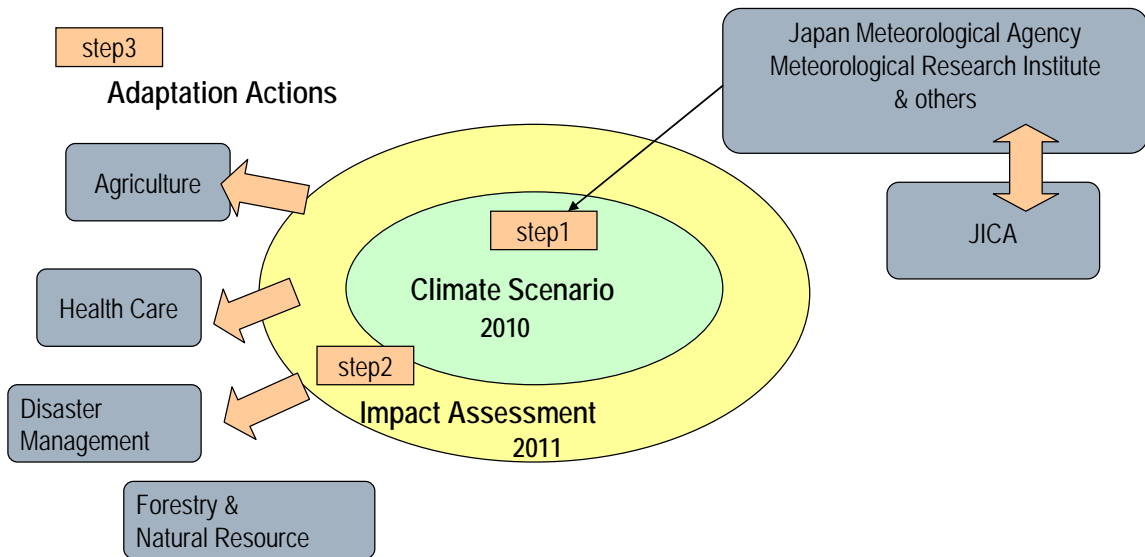 step3
Adaptation Actions
Japan Meteorological Agency
Meteorological Research Institute
& others
Agriculture
step1
JICA
Climate Scenario
2010
Health Care
step2
Impact Assessment
2011
Disaster
Management
Forestry &
Natural Resource